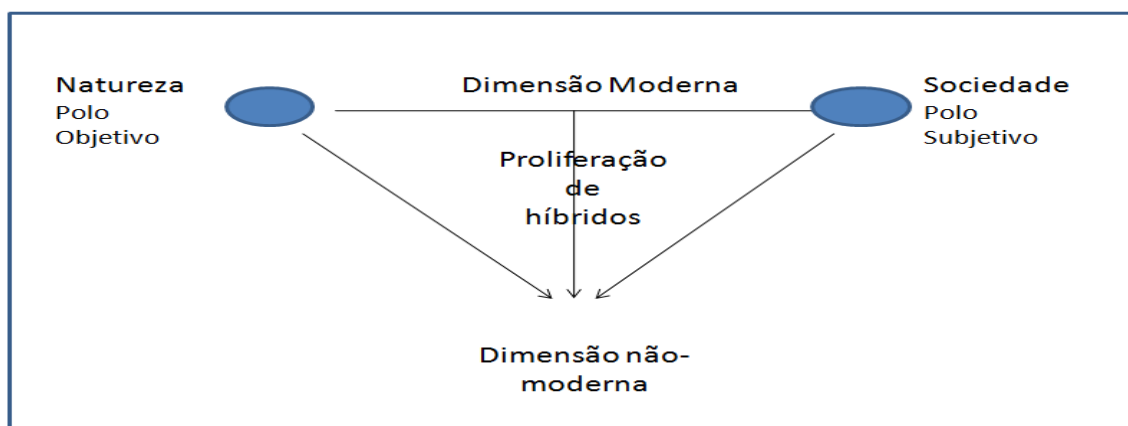 Natureza
Polo
Objetivo
Dimensão Moderna
Sociedade
Polo
Subjetivo
Proliferação
de
híbridos
Dimensão não-
moderna